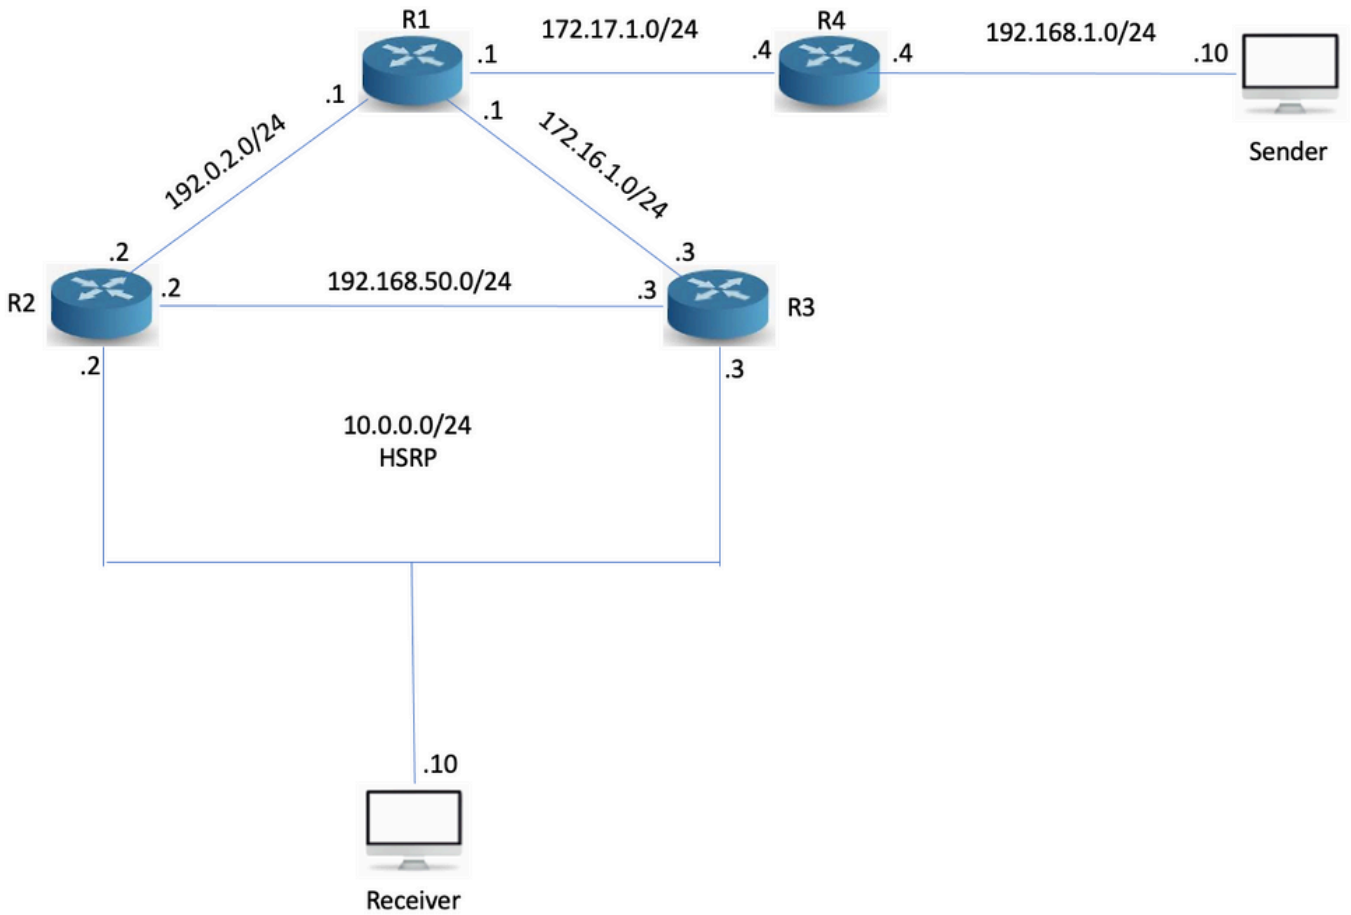 R1
172.17.1.0/24
R4
192.168.1.0/24
.1
.4
.4
.10
.1
.1
192.0.2.0/24
172.16.1.0/24
Sender
.2
.3
R2
.2
192.168.50.0/24
.3
R3
.2
.3
10.0.0.0/24
HSRP
.10
Receiver